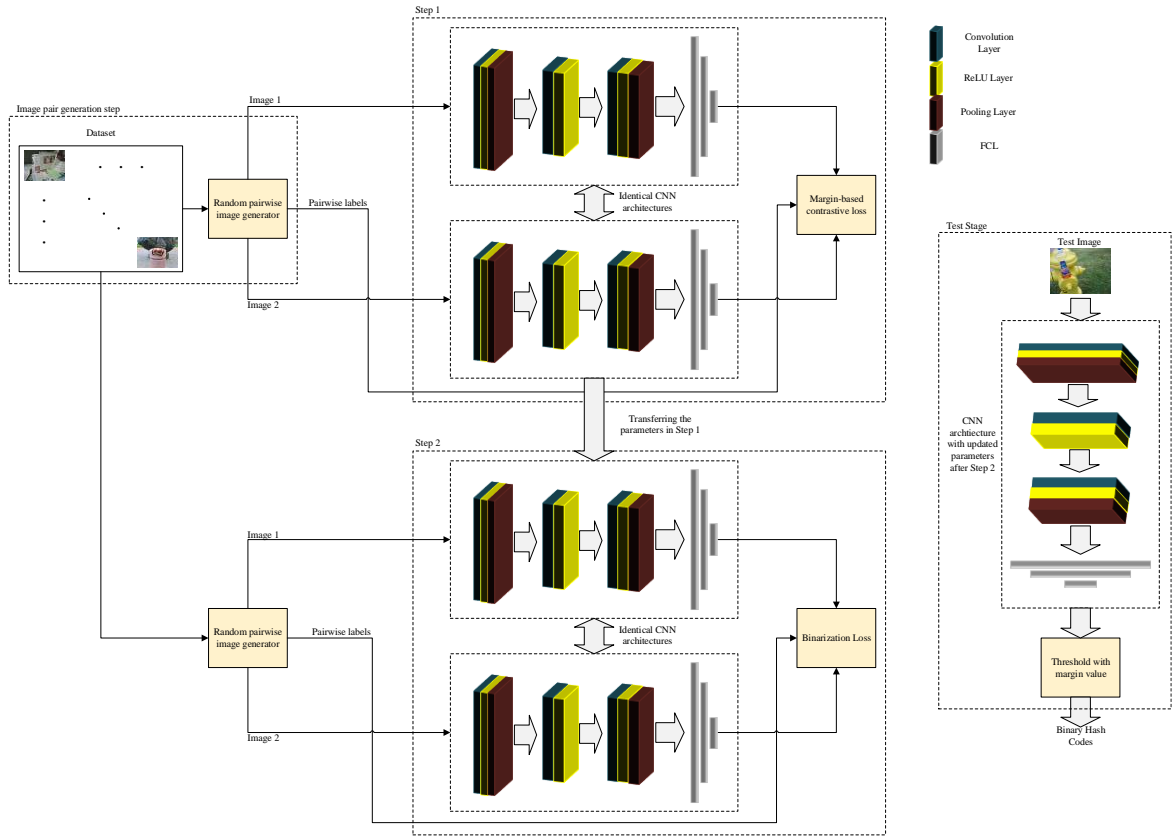 Step 1
Convolution
Layer
ReLU Layer
Pooling Layer
FCL
Image pair generation step
Dataset
Image 1
Random pairwise
image generator
Pairwise labels
Image 2
Identical CNN
architectures
Margin-based
contrastive loss
Transferring the
parameters in Step 1
Step 2
Image 1
Random pairwise
image generator
Pairwise labels
Image 2
Identical CNN
architectures
Binarization Loss
Test Stage
Test Image
CNN
archtiecture
with updated
parameters
after Step 2
Threshold with
margin value
Binary Hash
Codes